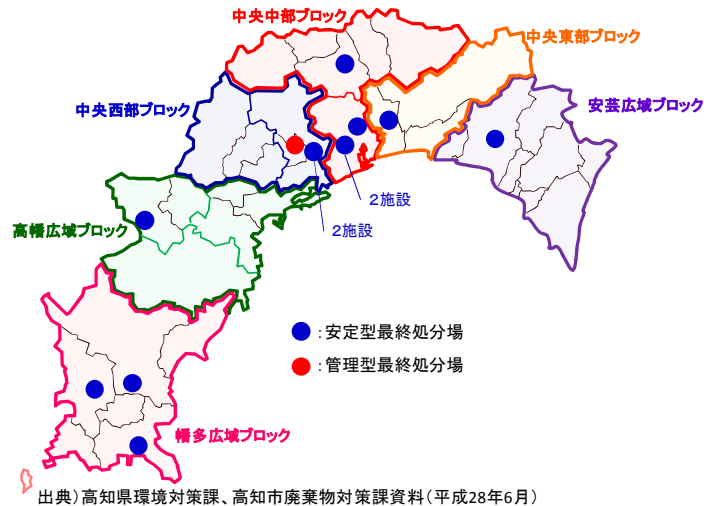 中央中部ブロック
中央東部ブロック
中央西部ブロック
安芸広域ブロック
2施設
2施設
高幡広域ブロック
：安定型最終処分場
：管理型最終処分場
幡多広域ブロック
出典）高知県環境対策課、高知市廃棄物対策課資料（平成28年6月）